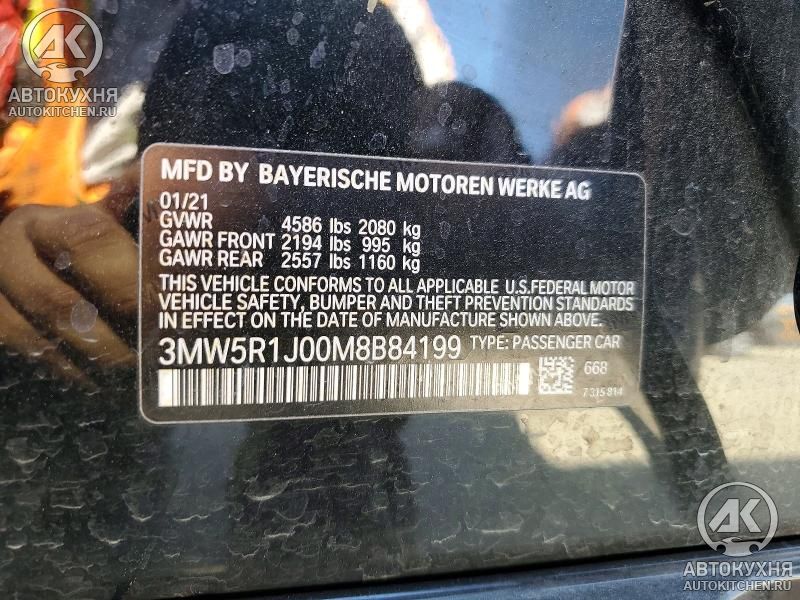 АК
АВТОКУХНЯ
AUTOKITCHEN.RU
MFD BY BAYERISCHE MOTOREN WERKE AG
01/21
GVWR 4586 lbs 2080 kg
GAWR FRONT 2194 lbs 995 kg
GAWR REAR 2557 lbs 1160 kg
THIS VEHICLE CONFORMS TO ALL APPLICABLE U.S.FEDERAL MOTOR
VEHICLE SAFETY, BUMPER AND THEFT PREVENTION STANDARDS
IN EFFECT ON THE DATE OF MANUFACTURE SHOWN ABOVE.
3MW5R1J00M8B84199 TYPE: PASSENGER CAR
668
7315814
АК
АВТОКУХНЯ
AUTOKITCHEN.RU